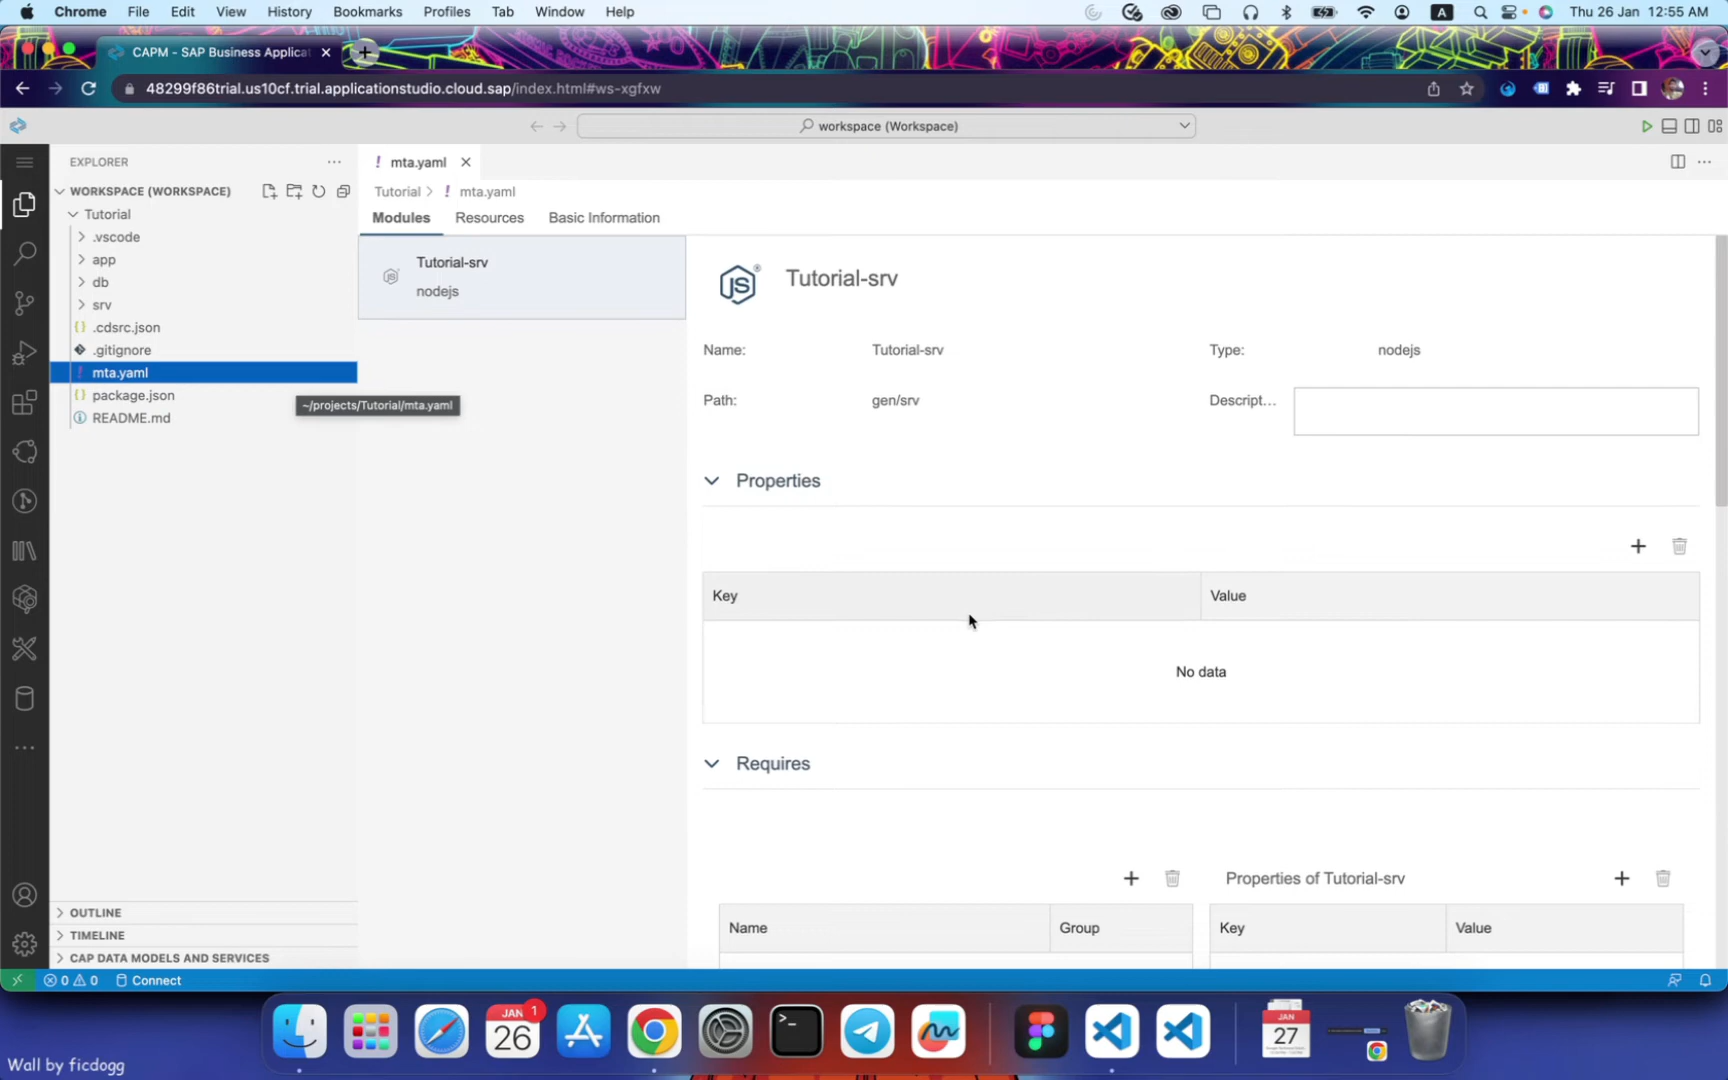 Chrome File Edit View History Bookmarks Profiles Tab Window Help A Thu 26 Jan 12:55 AM
CAPM - SAP Business Applicat
48299f86trial.us10cf.trial.applicationstudio.cloud.sap/index.html#ws-xgfxw
workspace (Workspace)
EXPLORER
mta.yaml
WORKSPACE (WORKSPACE)
Tutorial > ! mta.yaml
Tutorial
Modules Resources Basic Information
.vscode
app
db
srv
{} .cdsrc.json
.gitignore
! mta.yaml
{} package.json
README.md
~/projects/Tutorial/mta.yaml
Tutorial-srv
nodejs
JS Tutorial-srv
Name: Tutorial-srv Type: nodejs
Path: gen/srv Descript...
Properties
Key Value
No data
Requires
Properties of Tutorial-srv
Name Group Key Value
OUTLINE
TIMELINE
CAP DATA MODELS AND SERVICES
0 0 Connect
JAN 1
26
JAN
27
Wall by ficdogg